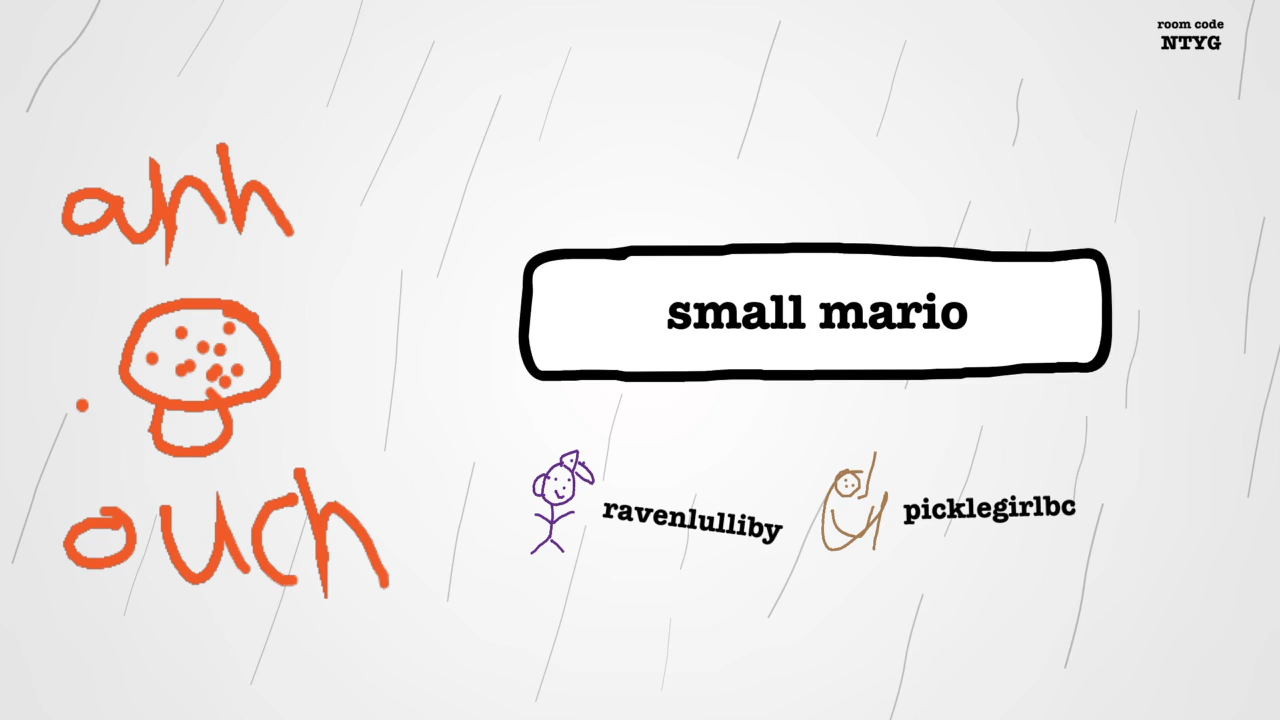 room code
NTYG
ahh
small mario
ouch
ravenlulliby
picklegirlbc